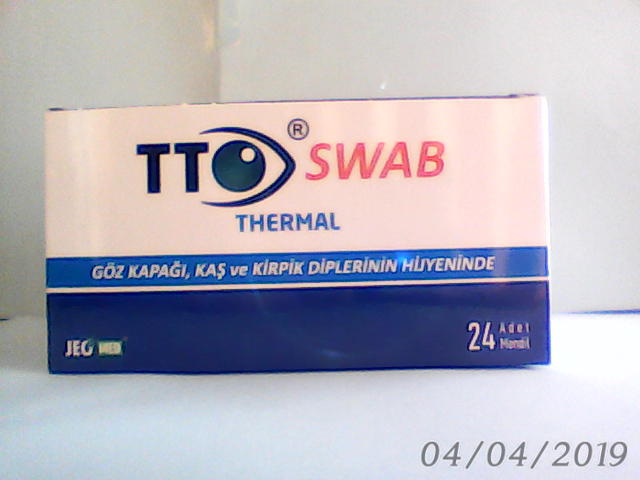 TTO® SWAB
THERMAL
GÖZ KAPAĞI, KAŞ ve KİRPİK DİPLERİNİN HİJYENİNDE
JEO MED
24 Adet
Mendil
04/04/2019